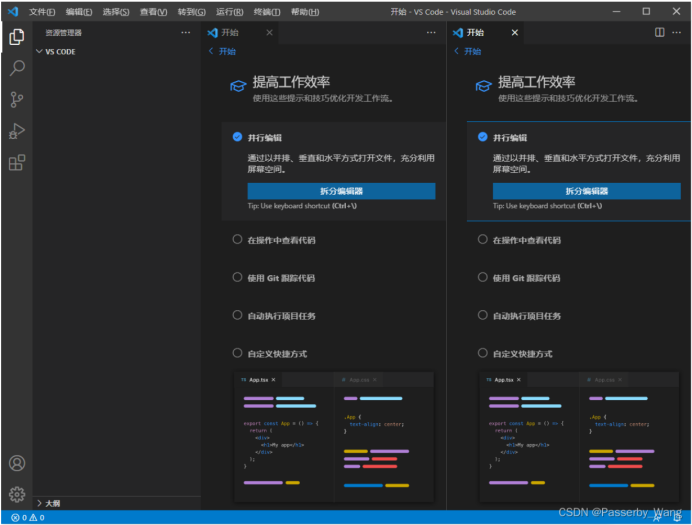 文件(F) 编辑(E) 选择(S) 查看(V) 转到(G) 运行(R) 终端(T) 帮助(H) 开始 - VS Code - Visual Studio Code
资源管理器
VS CODE
大纲
开始
开始
提高工作效率
使用这些提示和技巧优化开发工作流。
并行编辑
通过以并排、垂直和水平方式打开文件，充分利用
屏幕空间。
拆分编辑器
Tip: Use keyboard shortcut (Ctrl+\)
在操作中查看代码
使用 Git 跟踪代码
自动执行项目任务
自定义快捷方式
TS App.tsx App.css
export const App = () => {
return (
<div>
<h1>My app</h1>
</div>
);
}
.App {
text-align: center;
}
开始
开始
提高工作效率
使用这些提示和技巧优化开发工作流。
并行编辑
通过以并排、垂直和水平方式打开文件，充分利用
屏幕空间。
拆分编辑器
Tip: Use keyboard shortcut (Ctrl+\)
在操作中查看代码
使用 Git 跟踪代码
自动执行项目任务
自定义快捷方式
TS App.tsx App.css
export const App = () => {
return (
<div>
<h1>My app</h1>
</div>
);
}
.App {
text-align: center;
}
0 0
CSDN @Passerby_Wang